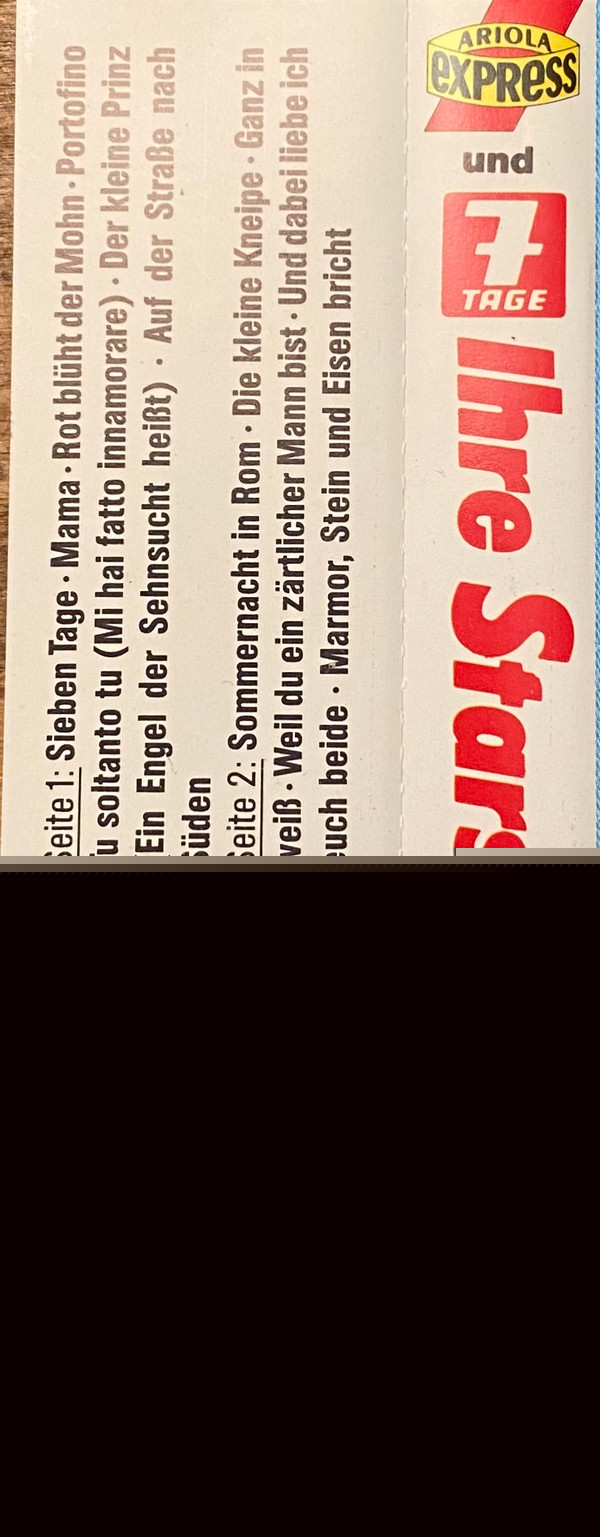 Seite 1: Sieben Tage · Mama · Rot blüht der Mohn · Portofino
u soltanto tu (Mi hai fatto innamorare) · Der kleine Prinz
(Ein Engel der Sehnsucht heißt) · Auf der Straße nach
Süden
Seite 2: Sommernacht in Rom · Die kleine Kneipe · Ganz in
weiß · Weil du ein zärtlicher Mann bist · Und dabei liebe ich
euch beide · Marmor, Stein und Eisen bricht
ARIOLA
express
und
7
TAGE
Ihre Stars